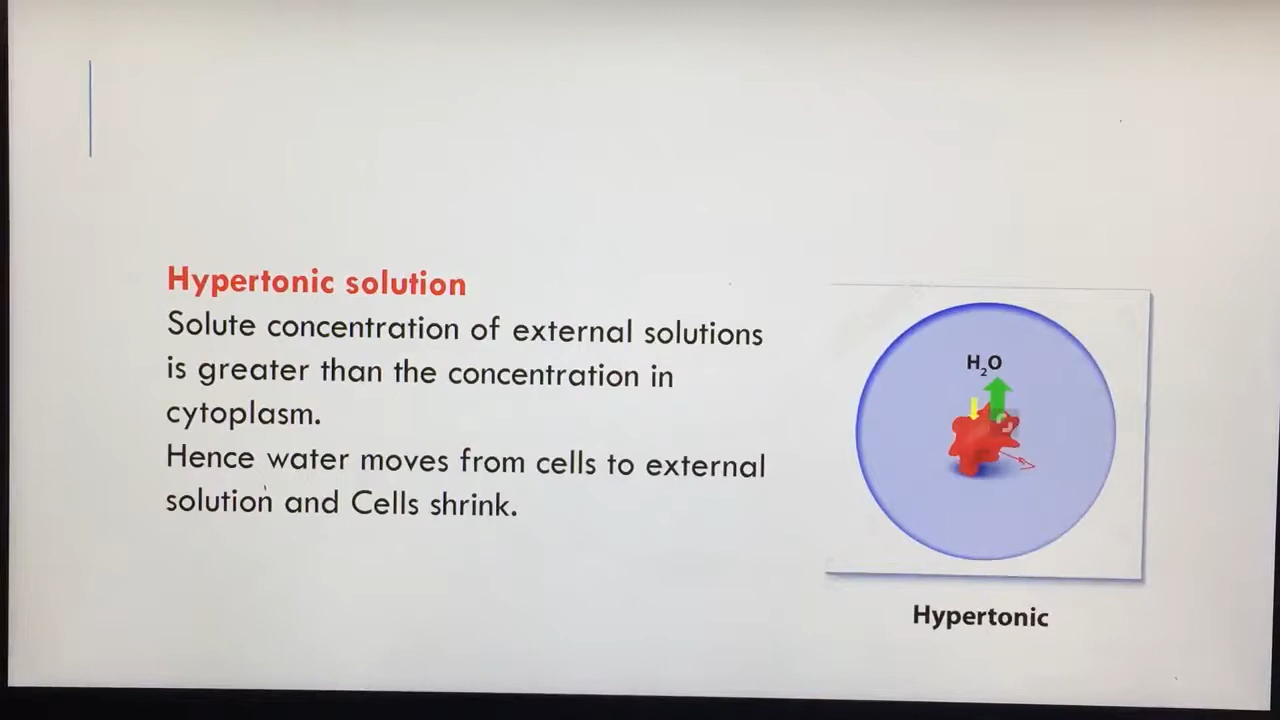 Hypertonic solution
Solute concentration of external solutions
is greater than the concentration in
cytoplasm.
Hence water moves from cells to external
solution and Cells shrink.
H₂O
Hypertonic